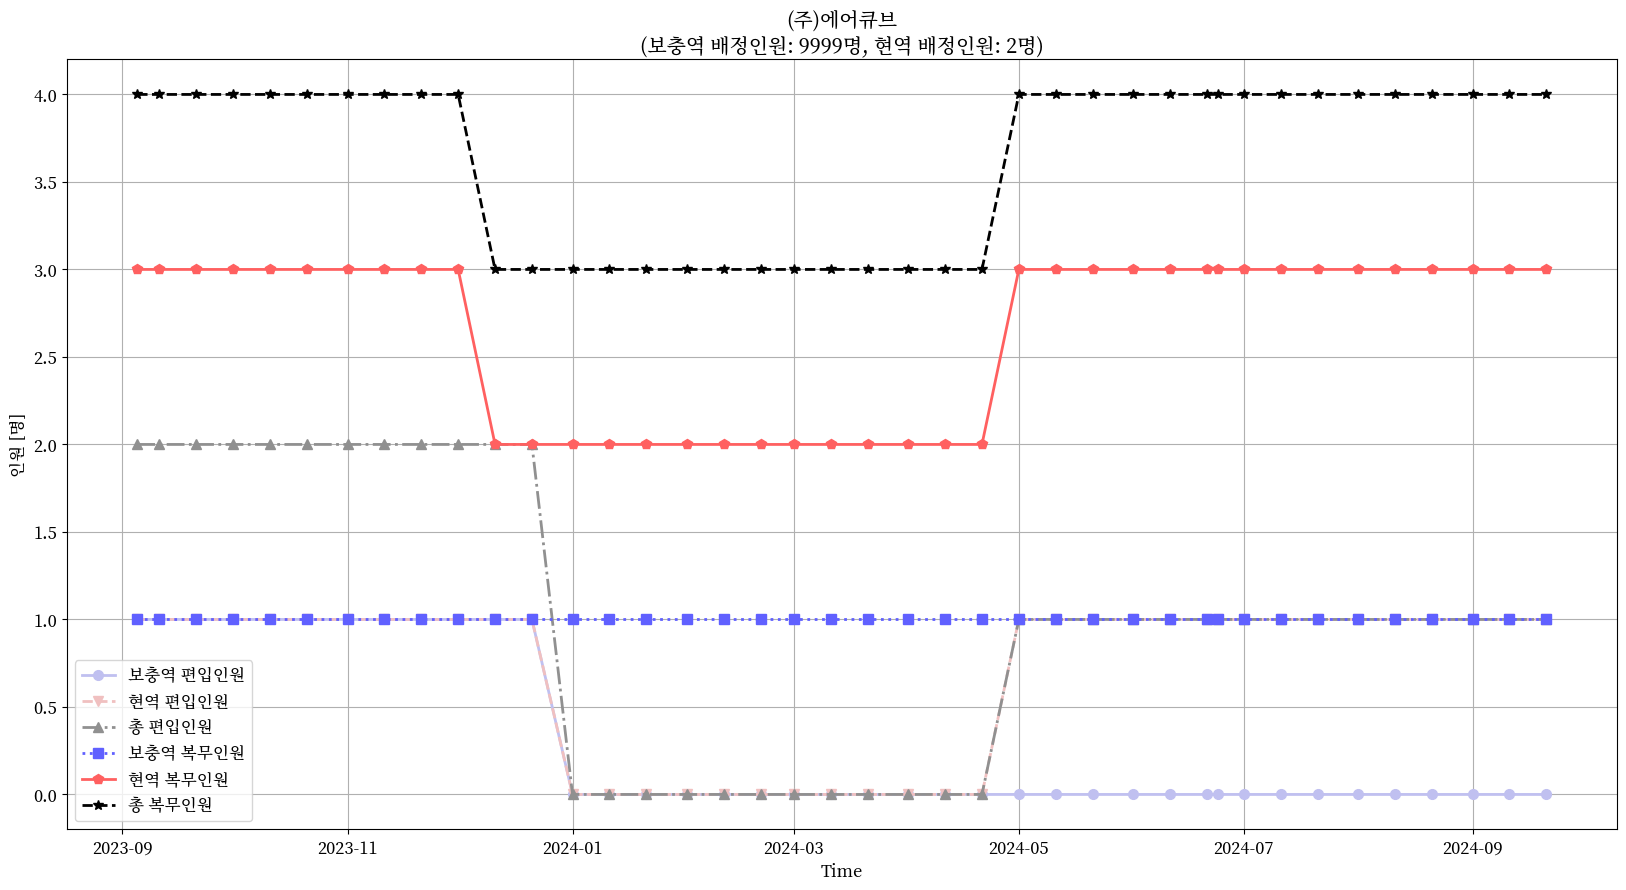 (주)에어큐브
(보충역 배정인원: 9999명, 현역 배정인원: 2명)
인원 [명]
4.0
3.5
3.0
2.5
2.0
1.5
1.0
0.5
0.0
보충역 편입인원
현역 편입인원
총 편입인원
보충역 복무인원
현역 복무인원
총 복무인원
2023-09
2023-11
2024-01
2024-03
2024-05
2024-07
2024-09
Time